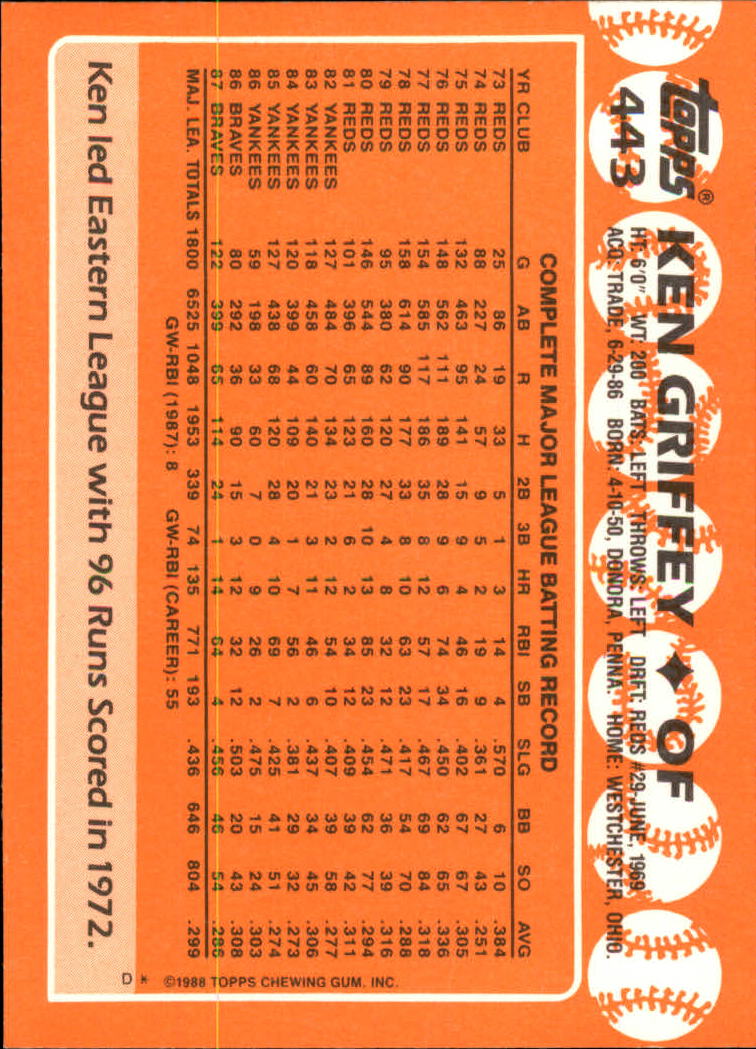 topps®
443
KEN GRIFFEY ✦ OF
HT: 6'0" WT: 200 BATS: LEFT THROWS: LEFT DRFT: REDS #29-JUNE, 1969
ACQ: TRADE, 6-29-86 BORN: 4-10-50, DONORA, PENNA. HOME: WESTCHESTER, OHIO.
COMPLETE MAJOR LEAGUE BATTING RECORD
YR CLUB G AB R H 2B 3B HR RBI SB SLG BB SO AVG
73 REDS 25 86 19 33 5 1 3 14 4 .570 6 10 .384
74 REDS 88 227 24 57 9 5 2 19 9 .361 27 43 .251
75 REDS 132 463 95 141 15 9 4 46 16 .402 67 67 .305
76 REDS 148 562 111 189 28 9 6 74 34 .450 62 65 .336
77 REDS 154 585 117 186 35 8 12 57 17 .467 69 84 .318
78 REDS 158 614 90 177 33 8 10 63 23 .417 54 70 .288
79 REDS 95 380 62 120 27 4 8 32 12 .471 36 39 .316
80 REDS 146 544 89 160 28 10 13 85 23 .454 62 77 .294
81 REDS 101 396 65 123 21 6 2 34 12 .409 39 42 .311
82 YANKEES 127 484 70 134 23 2 12 54 10 .407 39 58 .277
83 YANKEES 118 458 60 140 21 3 11 46 6 .437 34 45 .306
84 YANKEES 120 399 44 109 20 1 7 56 2 .381 29 32 .273
85 YANKEES 127 438 68 120 28 4 10 69 7 .425 41 51 .274
86 YANKEES 59 198 33 60 7 0 9 26 2 .475 15 24 .303
86 BRAVES 80 292 36 90 15 3 12 32 12 .503 20 43 .308
87 BRAVES 122 399 65 114 24 1 14 64 4 .456 46 54 .286
MAJ. LEA. TOTALS 1800 6525 1048 1953 339 74 135 771 193 .436 646 804 .299
GW-RBI (1987): 8 GW-RBI (CAREER): 55
D * ©1988 TOPPS CHEWING GUM. INC.
Ken led Eastern League with 96 Runs Scored in 1972.